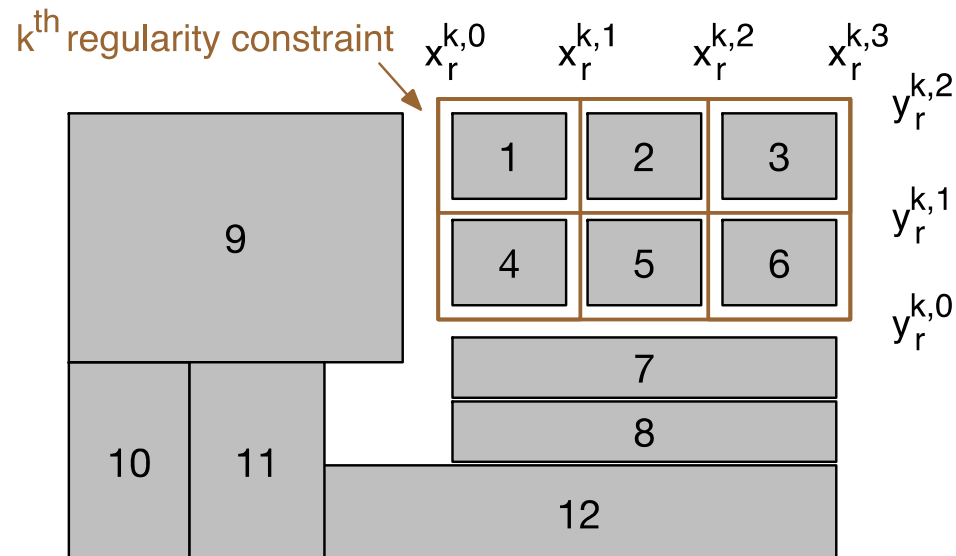 k^th regularity constraint
x_r^k,0 x_r^k,1 x_r^k,2 x_r^k,3
y_r^k,2
1 2 3
y_r^k,1
9
4 5 6
y_r^k,0
7
8
10 11
12